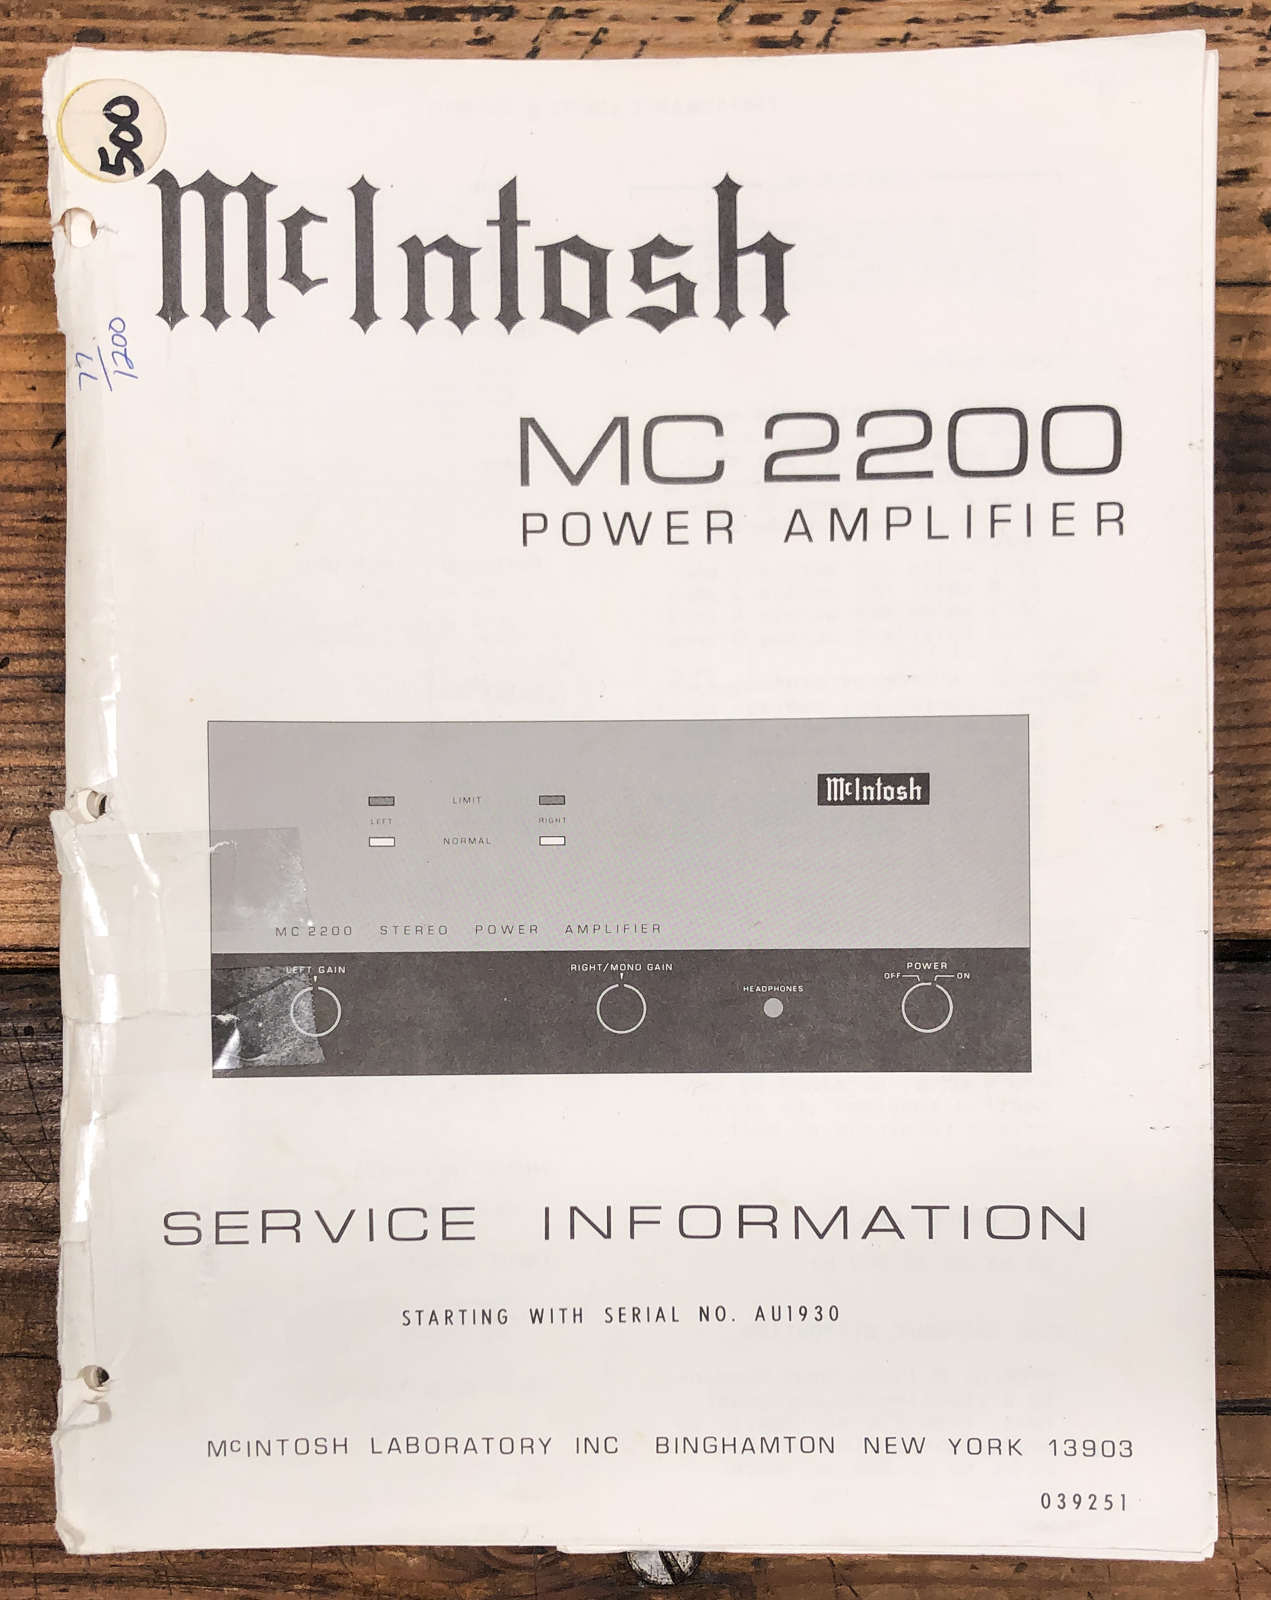 500
McIntosh
77/1200
MC 2200
POWER AMPLIFIER
McIntosh
LIMIT
LEFT RIGHT
NORMAL
MC 2200 STEREO POWER AMPLIFIER
LEFT GAIN
RIGHT/MONO GAIN
HEADPHONES
POWER
OFF ON
SERVICE INFORMATION
STARTING WITH SERIAL NO. AU1930
McINTOSH LABORATORY INC BINGHAMTON NEW YORK 13903
039251